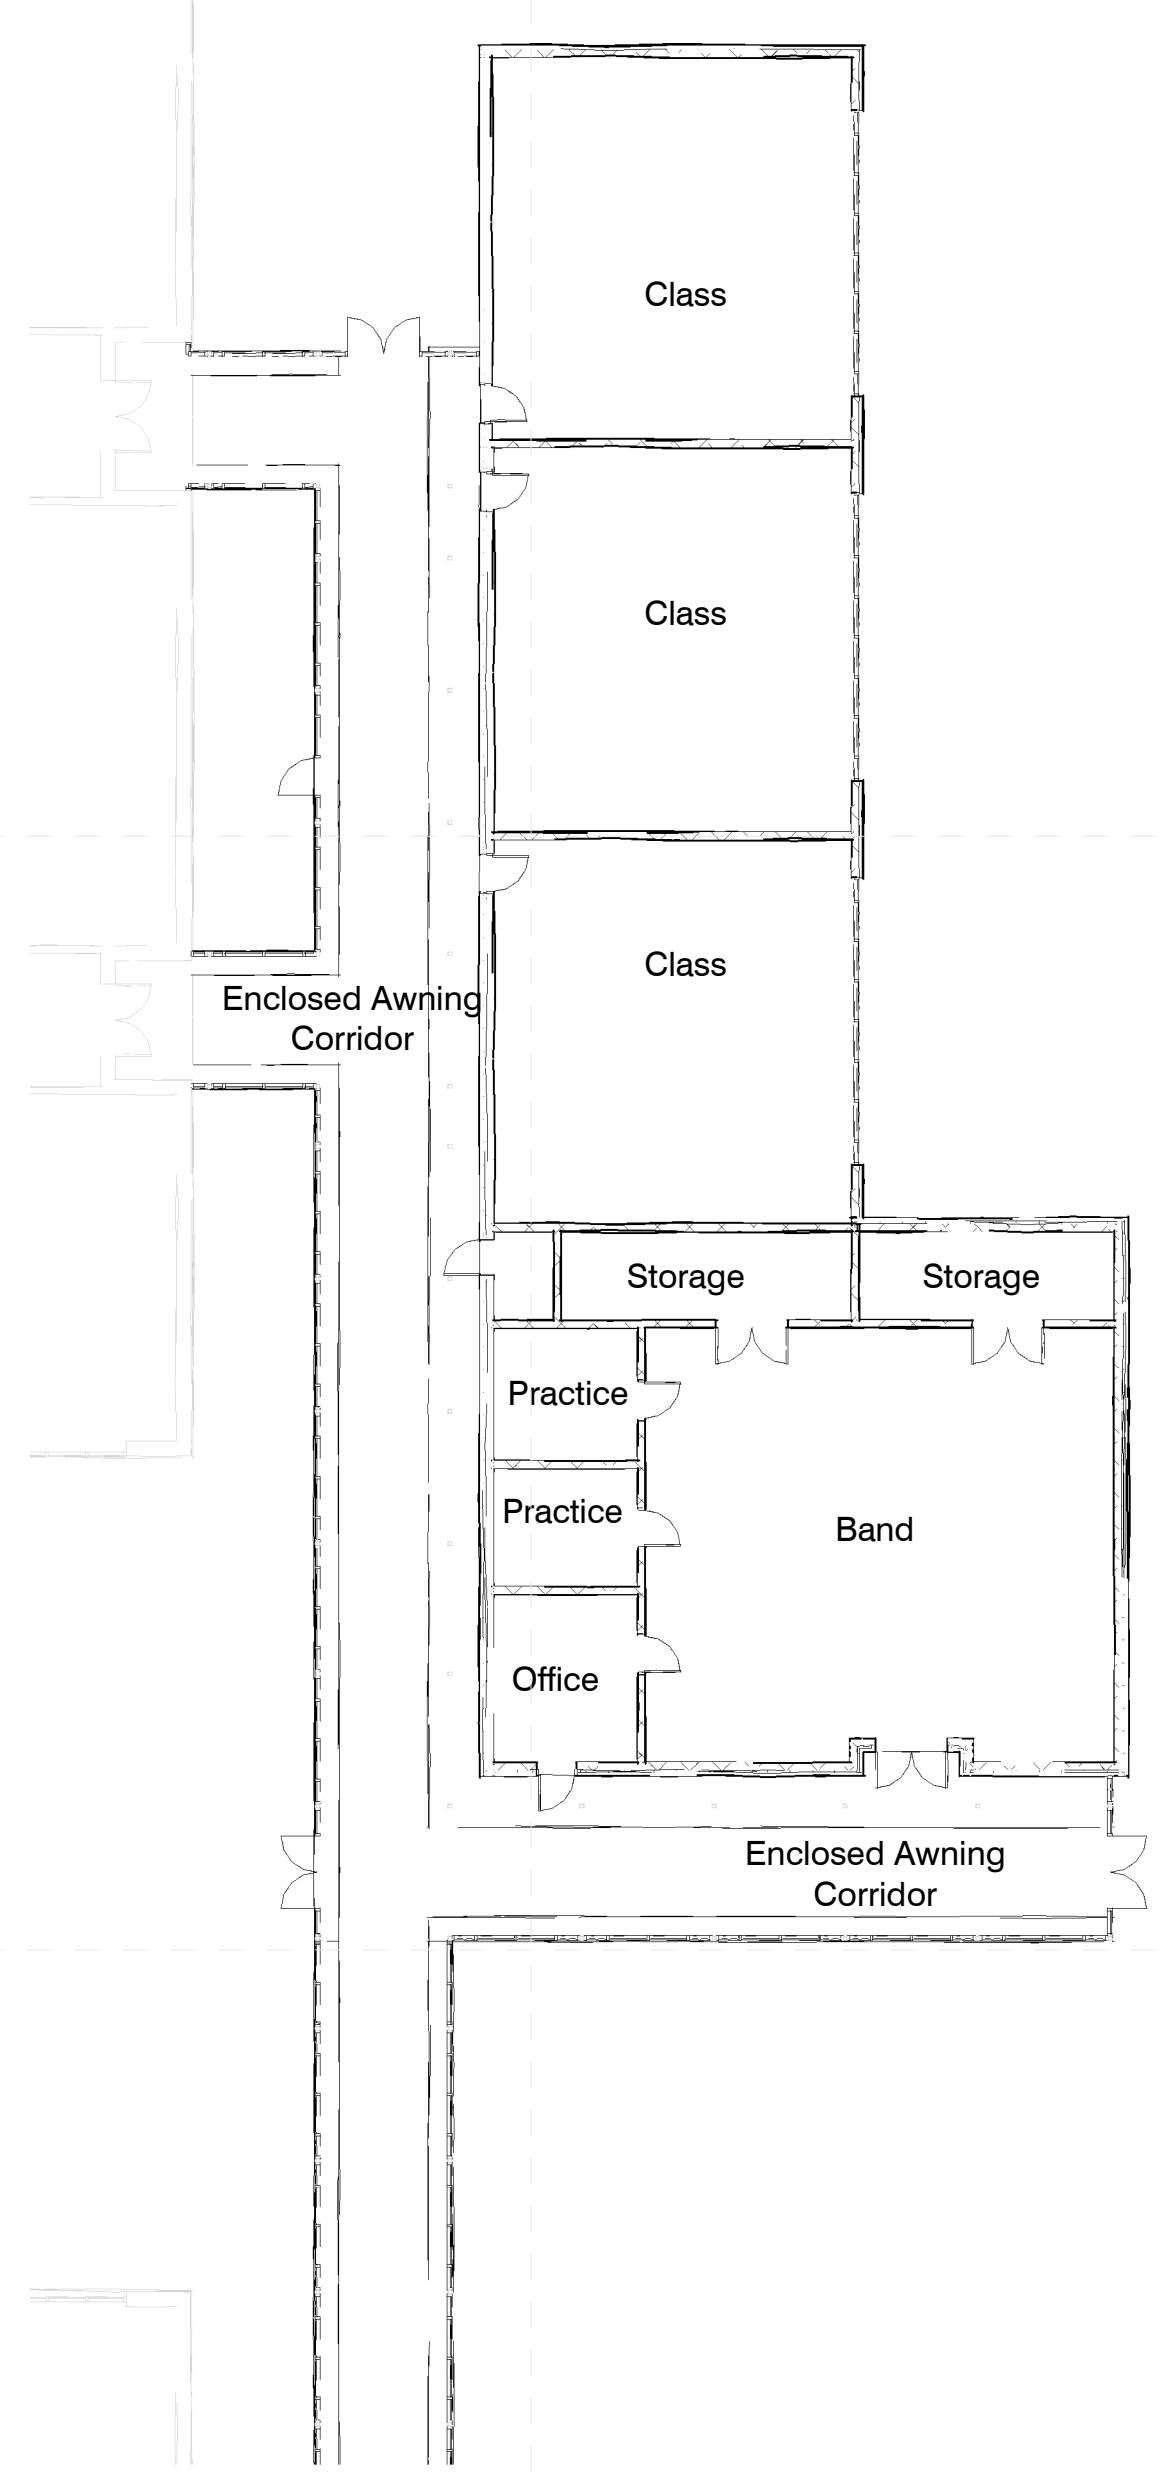 Class
Class
Class
Enclosed Awning
Corridor
Storage
Storage
Practice
Practice
Band
Office
Enclosed Awning
Corridor